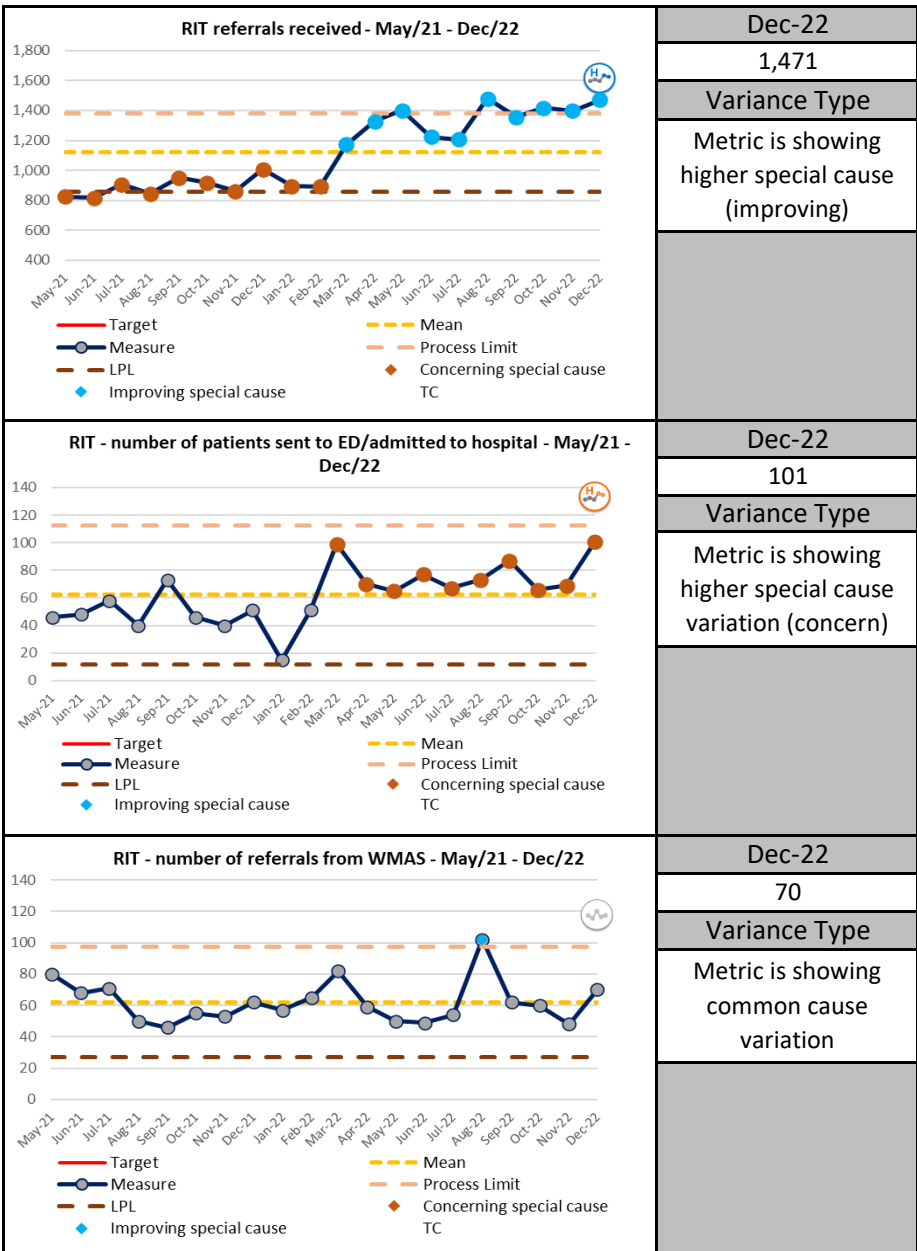 RIT referrals received - May/21 - Dec/22
1,800
1,600
1,400
1,200
1,000
800
600
400
H
May-21 Jun-21 Jul-21 Aug-21 Sep-21 Oct-21 Nov-21 Dec-21 Jan-22 Feb-22 Mar-22 Apr-22 May-22 Jun-22 Jul-22 Aug-22 Sep-22 Oct-22 Nov-22 Dec-22
Target Mean
Measure Process Limit
LPL Concerning special cause
Improving special cause TC
Dec-22
1,471
Variance Type
Metric is showing
higher special cause
(improving)
RIT - number of patients sent to ED/admitted to hospital - May/21 -
Dec/22
140
120
100
80
60
40
20
0
H
May-21 Jun-21 Jul-21 Aug-21 Sep-21 Oct-21 Nov-21 Dec-21 Jan-22 Feb-22 Mar-22 Apr-22 May-22 Jun-22 Jul-22 Aug-22 Sep-22 Oct-22 Nov-22 Dec-22
Target Mean
Measure Process Limit
LPL Concerning special cause
Improving special cause TC
Dec-22
101
Variance Type
Metric is showing
higher special cause
variation (concern)
RIT - number of referrals from WMAS - May/21 - Dec/22
140
120
100
80
60
40
20
0
May-21 Jun-21 Jul-21 Aug-21 Sep-21 Oct-21 Nov-21 Dec-21 Jan-22 Feb-22 Mar-22 Apr-22 May-22 Jun-22 Jul-22 Aug-22 Sep-22 Oct-22 Nov-22 Dec-22
Target Mean
Measure Process Limit
LPL Concerning special cause
Improving special cause TC
Dec-22
70
Variance Type
Metric is showing
common cause
variation